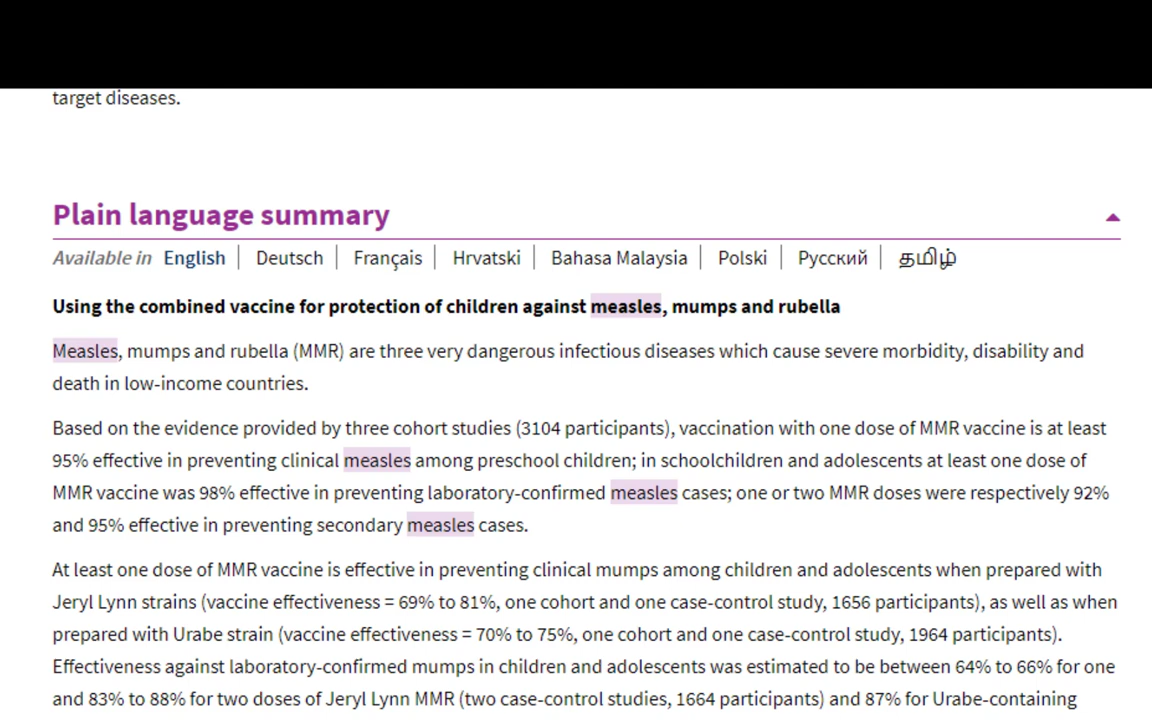 target diseases.
Plain language summary
Available in English | Deutsch | Français | Hrvatski | Bahasa Malaysia | Polski | Русский | தமிழ்
Using the combined vaccine for protection of children against measles, mumps and rubella
Measles, mumps and rubella (MMR) are three very dangerous infectious diseases which cause severe morbidity, disability and
death in low-income countries.
Based on the evidence provided by three cohort studies (3104 participants), vaccination with one dose of MMR vaccine is at least
95% effective in preventing clinical measles among preschool children; in schoolchildren and adolescents at least one dose of
MMR vaccine was 98% effective in preventing laboratory-confirmed measles cases; one or two MMR doses were respectively 92%
and 95% effective in preventing secondary measles cases.
At least one dose of MMR vaccine is effective in preventing clinical mumps among children and adolescents when prepared with
Jeryl Lynn strains (vaccine effectiveness = 69% to 81%, one cohort and one case-control study, 1656 participants), as well as when
prepared with Urabe strain (vaccine effectiveness = 70% to 75%, one cohort and one case-control study, 1964 participants).
Effectiveness against laboratory-confirmed mumps in children and adolescents was estimated to be between 64% to 66% for one
and 83% to 88% for two doses of Jeryl Lynn MMR (two case-control studies, 1664 participants) and 87% for Urabe-containing